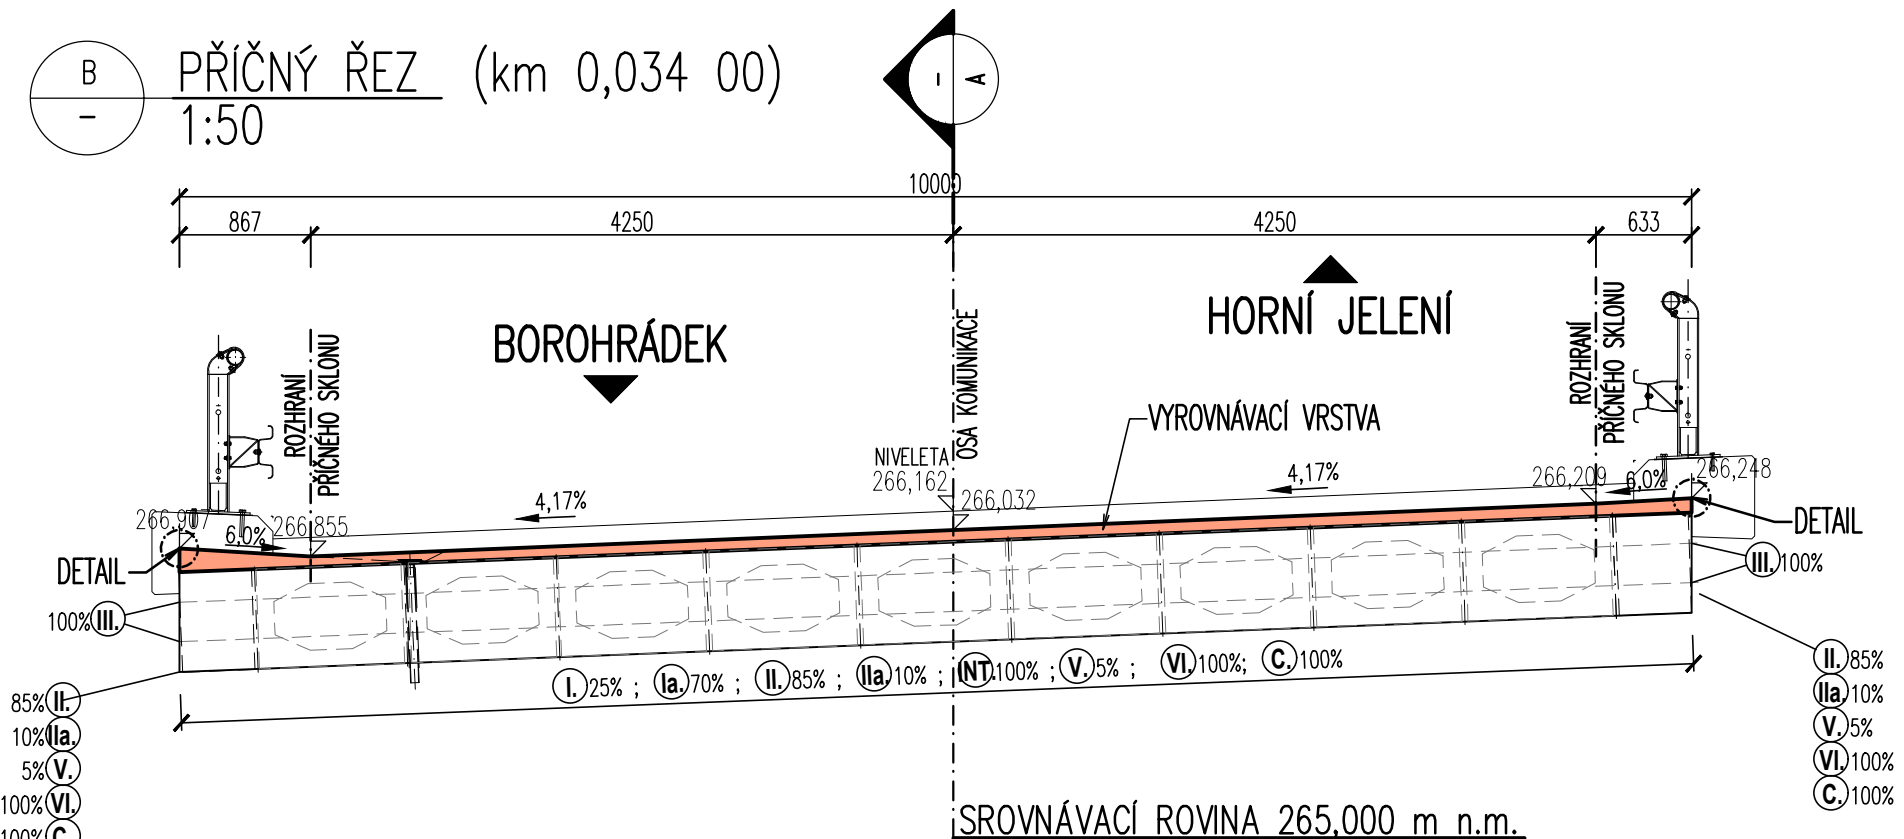 B
-
PŘÍČNÝ ŘEZ (km 0,034 00)
1:50
-
A
10000
867
4250
4250
633
BOROHRÁDEK
HORNÍ JELENÍ
ROZHRANÍ
PŘÍČNÉHO SKLONU
OSA KOMUNIKACE
ROZHRANÍ
PŘÍČNÉHO SKLONU
VYROVNÁVACÍ VRSTVA
NIVELETA
266,162
266,032
4,17%
4,17%
266,209
6,0%
266,248
266,907
6,0%
266,855
DETAIL
DETAIL
100% III.
III. 100%
I. 25% ; Ia. 70% ; II. 85% ; IIa. 10% ; INT. 100% ; V. 5% ; VI. 100%; C. 100%
85% II.
10% IIa.
5% V.
100% VI.
100% C.
II. 85%
IIa. 10%
V. 5%
VI. 100%
C. 100%
SROVNÁVACÍ ROVINA 265,000 m n.m.